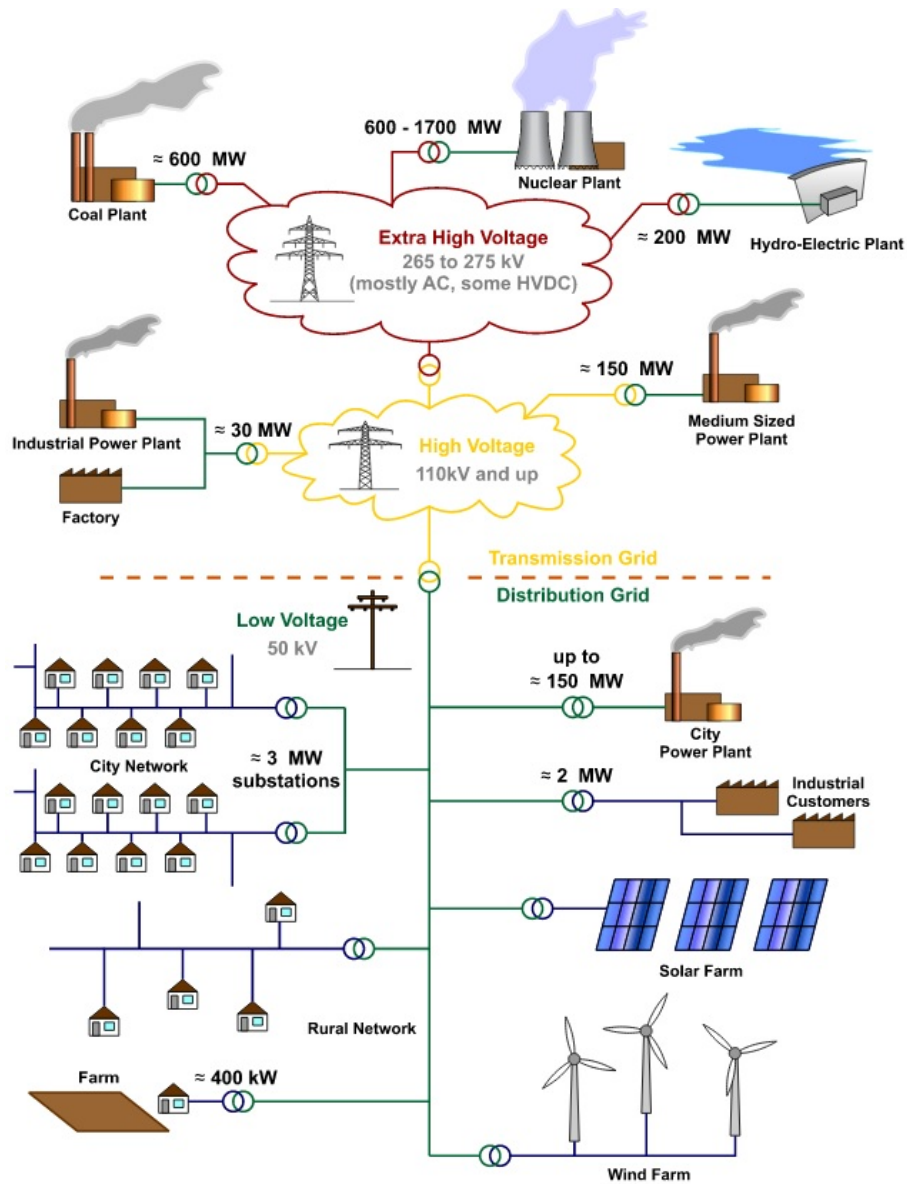 600 - 1700 MW
≈ 600 MW
Nuclear Plant
Coal Plant
≈ 200 MW
Hydro-Electric Plant
Extra High Voltage
265 to 275 kV
(mostly AC, some HVDC)
≈ 150 MW
Medium Sized
Power Plant
≈ 30 MW
Industrial Power Plant
High Voltage
110kV and up
Factory
Transmission Grid
Distribution Grid
Low Voltage
50 kV
up to
≈ 150 MW
City
Power Plant
City Network
≈ 3 MW
substations
≈ 2 MW
Industrial
Customers
Solar Farm
Rural Network
Farm
≈ 400 kW
Wind Farm